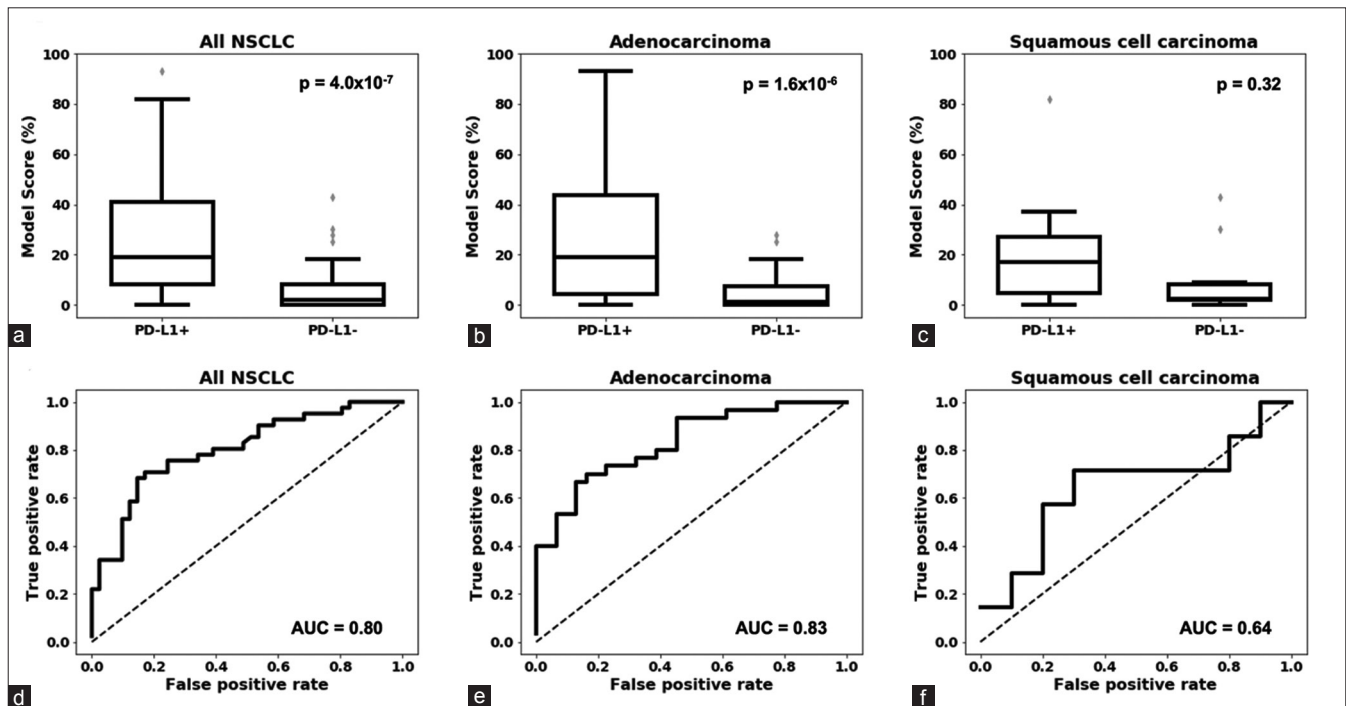 All NSCLC
100
80
60
40
20
0
Model Score (%)
p = 4.0x10-7
PD-L1+ PD-L1-
a
Adenocarcinoma
100
80
60
40
20
0
Model Score (%)
p = 1.6x10-6
PD-L1+ PD-L1-
b
Squamous cell carcinoma
100
80
60
40
20
0
Model Score (%)
p = 0.32
PD-L1+ PD-L1-
c
All NSCLC
1.0
0.8
0.6
0.4
0.2
0.0
True positive rate
AUC = 0.80
0.0 0.2 0.4 0.6 0.8 1.0
False positive rate
d
Adenocarcinoma
1.0
0.8
0.6
0.4
0.2
0.0
True positive rate
AUC = 0.83
0.0 0.2 0.4 0.6 0.8 1.0
False positive rate
e
Squamous cell carcinoma
1.0
0.8
0.6
0.4
0.2
0.0
True positive rate
AUC = 0.64
0.0 0.2 0.4 0.6 0.8 1.0
False positive rate
f